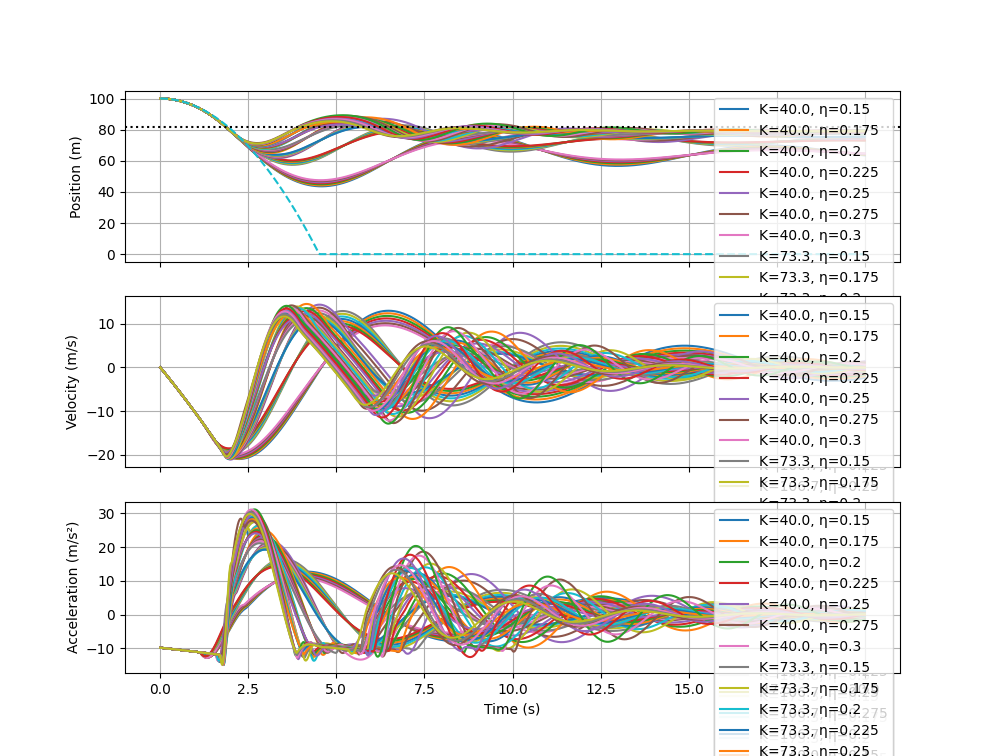 100
80
60
40
20
0
Position (m)
K=40.0, η=0.15
K=40.0, η=0.175
K=40.0, η=0.2
K=40.0, η=0.225
K=40.0, η=0.25
K=40.0, η=0.275
K=40.0, η=0.3
K=73.3, η=0.15
K=73.3, η=0.175
10
0
−10
−20
Velocity (m/s)
K=40.0, η=0.15
K=40.0, η=0.175
K=40.0, η=0.2
K=40.0, η=0.225
K=40.0, η=0.25
K=40.0, η=0.275
K=40.0, η=0.3
K=73.3, η=0.15
K=73.3, η=0.175
30
20
10
0
−10
Acceleration (m/s²)
K=40.0, η=0.15
K=40.0, η=0.175
K=40.0, η=0.2
K=40.0, η=0.225
K=40.0, η=0.25
K=40.0, η=0.275
K=40.0, η=0.3
K=73.3, η=0.15
K=73.3, η=0.175
K=73.3, η=0.2
K=73.3, η=0.225
K=73.3, η=0.25
0.0 2.5 5.0 7.5 10.0 12.5 15.0
Time (s)